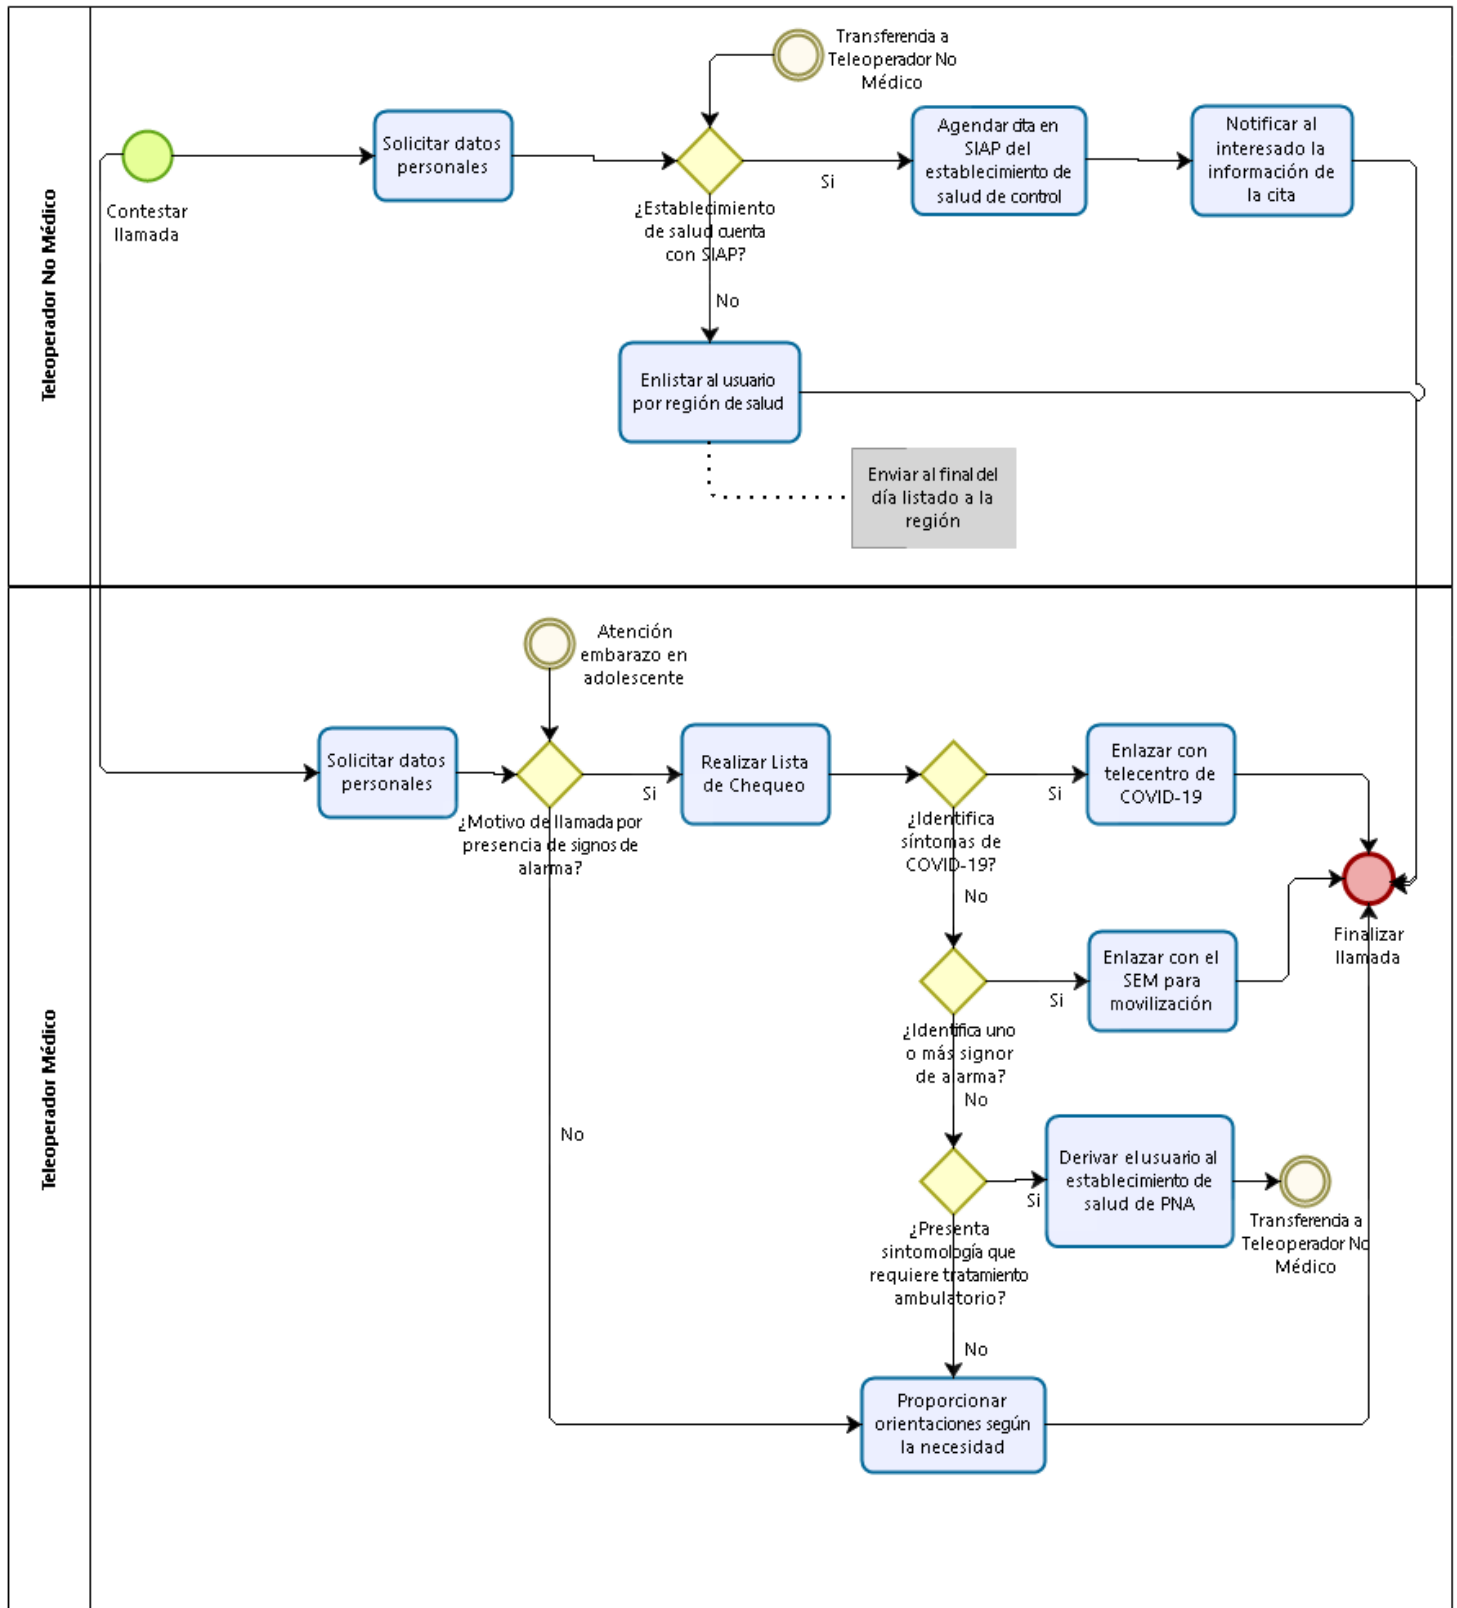 Teleoperador No Médico
Transferencia a
Teleoperador No
Médico
Contestar
llamada
Solicitar datos
personales
¿Establecimiento
de salud cuenta
con SIAP?
Si
Agendar cita en
SIAP del
establecimiento de
salud de control
Notificar al
interesado la
información de
la cita
No
Enlistar al usuario
por región de salud
Enviar al final del
día listado a la
región
Teleoperador Médico
Atención
embarazo en
adolescente
Solicitar datos
personales
¿Motivo de llamada por
presencia de signos de
alarma?
Si
Realizar Lista
de Chequeo
¿Identifica
síntomas de
COVID-19?
Si
Enlazar con
telecentro de
COVID-19
No
Finalizar
llamada
¿Identifica uno
o más signor
de alarma?
Si
Enlazar con el
SEM para
movilización
No
No
¿Presenta
sintomología que
requiere tratamiento
ambulatorio?
Si
Derivar el usuario al
establecimiento de
salud de PNA
Transferencia a
Teleoperador No
Médico
No
Proporcionar
orientaciones según
la necesidad